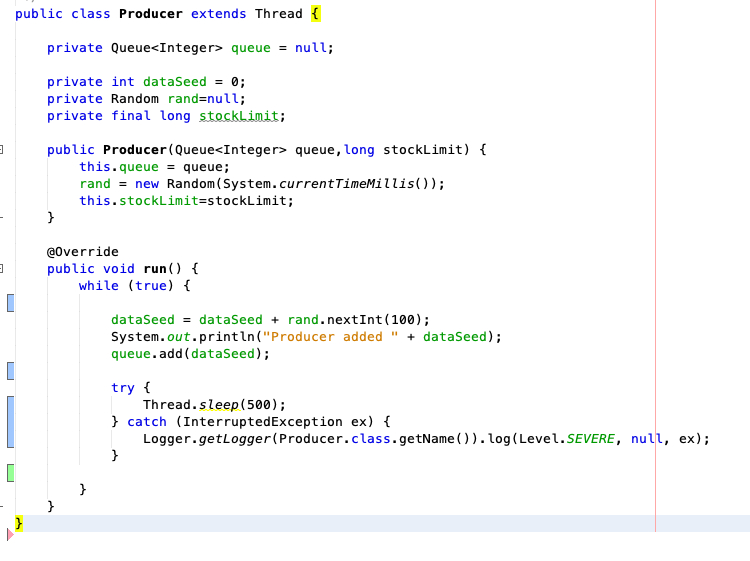 public class Producer extends Thread {
private Queue<Integer> queue = null;
private int dataSeed = 0;
private Random rand=null;
private final long stockLimit;
public Producer(Queue<Integer> queue,long stockLimit) {
this.queue = queue;
rand = new Random(System.currentTimeMillis());
this.stockLimit=stockLimit;
}
@Override
public void run() {
while (true) {
dataSeed = dataSeed + rand.nextInt(100);
System.out.println("Producer added " + dataSeed);
queue.add(dataSeed);
try {
Thread.sleep(500);
} catch (InterruptedException ex) {
Logger.getLogger(Producer.class.getName()).log(Level.SEVERE, null, ex);
}
}
}
}